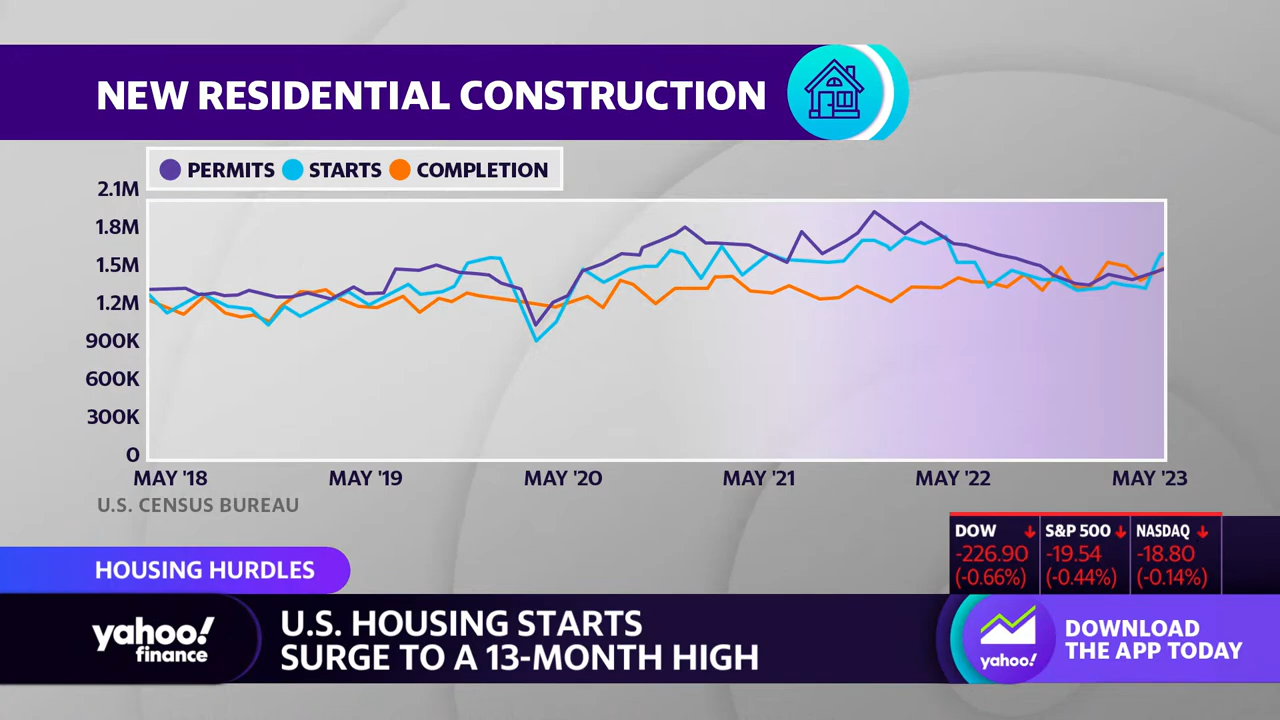 NEW RESIDENTIAL CONSTRUCTION
PERMITS STARTS COMPLETION
2.1M
1.8M
1.5M
1.2M
900K
600K
300K
0
MAY '18 MAY '19 MAY '20 MAY '21 MAY '22 MAY '23
U.S. CENSUS BUREAU
DOW S&P 500 NASDAQ
-226.90 -19.54 -18.80
(-0.66%) (-0.44%) (-0.14%)
HOUSING HURDLES
yahoo!
finance
U.S. HOUSING STARTS
SURGE TO A 13-MONTH HIGH
yahoo!
DOWNLOAD
THE APP TODAY